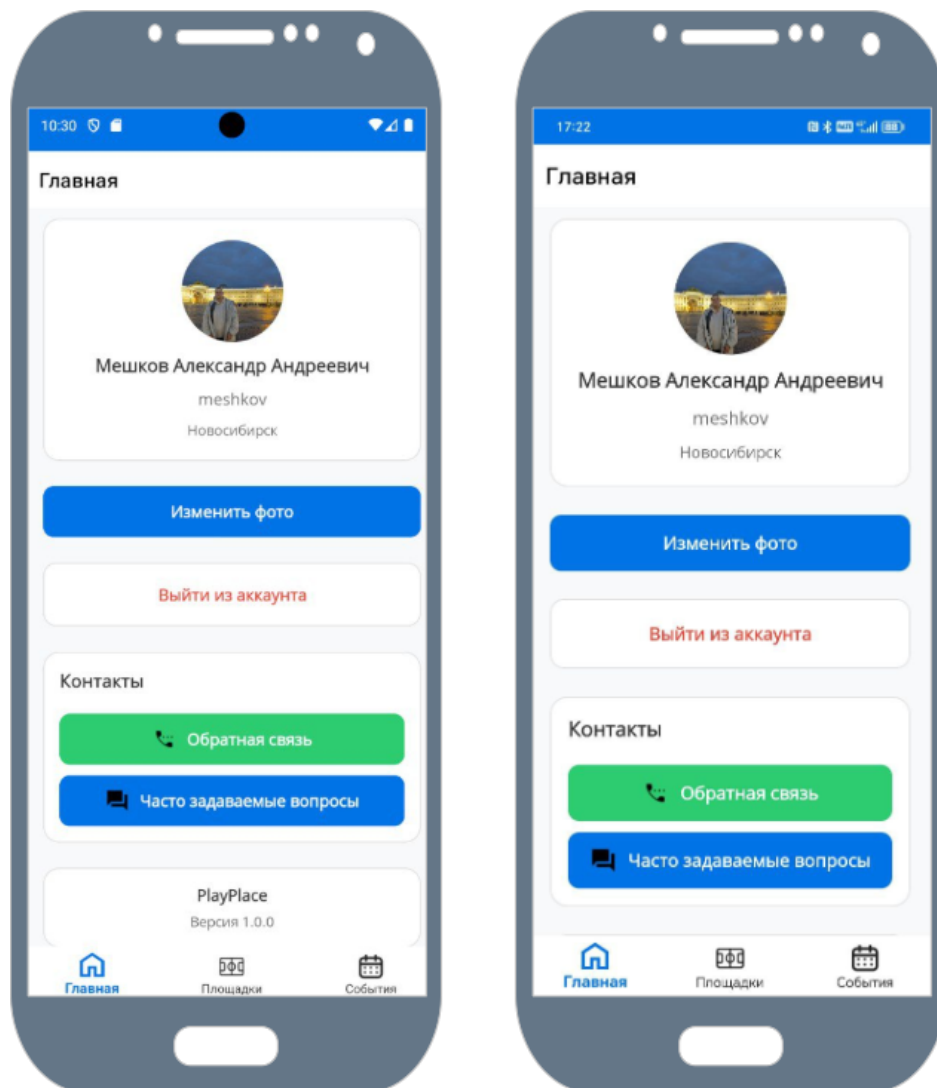 10:30
Главная
Мешков Александр Андреевич
meshkov
Новосибирск
Изменить фото
Выйти из аккаунта
Контакты
Обратная связь
Часто задаваемые вопросы
PlayPlace
Версия 1.0.0
Главная
Площадки
События
17:22
Главная
Мешков Александр Андреевич
meshkov
Новосибирск
Изменить фото
Выйти из аккаунта
Контакты
Обратная связь
Часто задаваемые вопросы
Главная
Площадки
События